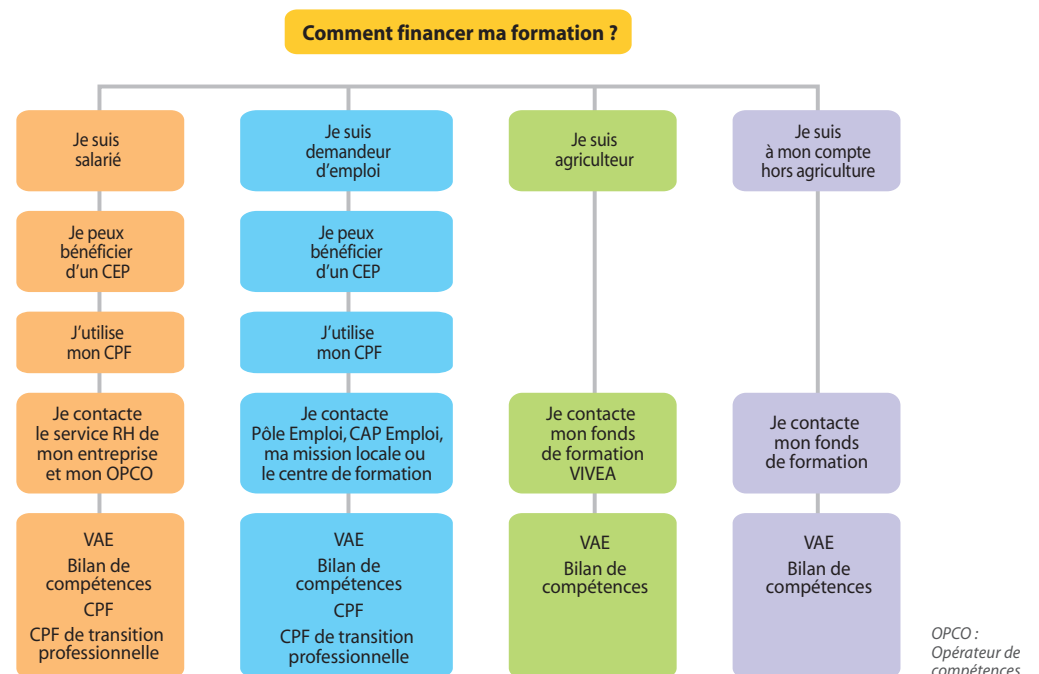 Comment financer ma formation ?
Je suis
salarié
Je suis
demandeur
d'emploi
Je suis
agriculteur
Je suis
à mon compte
hors agriculture
Je peux
bénéficier
d'un CEP
Je peux
bénéficier
d'un CEP
J'utilise
mon CPF
J'utilise
mon CPF
Je contacte
le service RH de
mon entreprise
et mon OPCO
Je contacte
Pôle Emploi, CAP Emploi,
ma mission locale ou
le centre de formation
Je contacte
mon fonds
de formation
VIVEA
Je contacte
mon fonds
de formation
VAE
Bilan de
compétences
CPF
CPF de transition
professionnelle
VAE
Bilan de
compétences
CPF
CPF de transition
professionnelle
VAE
Bilan de
compétences
VAE
Bilan de
compétences
OPCO :
Opérateur de
compétences